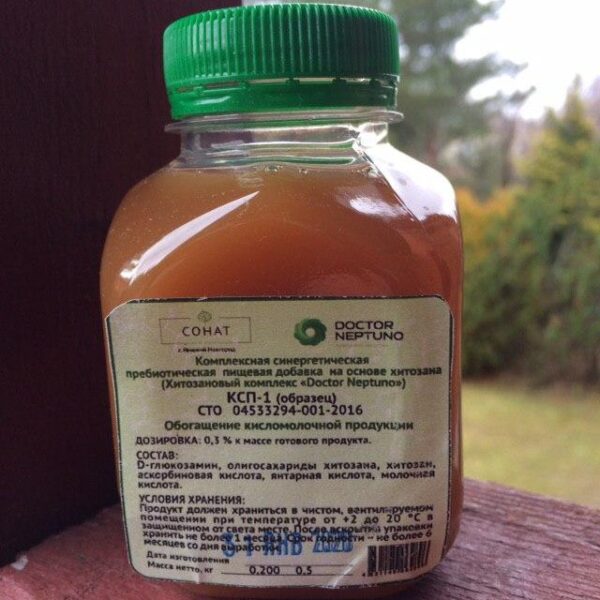 СОНАТ
г. Нижний Новгород
DOCTOR
NEPTUNO
Комплексная синергетическая
пребиотическая пищевая добавка на основе хитозана
(Хитозановый комплекс «Doctor Neptuno»)
КСП-1 (образец)
СТО 04533294-001-2016
Обогащение кисломолочной продукции
ДОЗИРОВКА: 0,3 % к массе готового продукта.
СОСТАВ:
D-глюкозамин, олигосахариды хитозана, хитозан,
аскорбиновая кислота, янтарная кислота, молочная
кислота.
УСЛОВИЯ ХРАНЕНИЯ:
Продукт должен храниться в чистом, вентилируемом
помещении при температуре от +2 до 20 °С в
защищенном от света месте. После вскрытия упаковки
хранить не более месяца. Срок годности – не более 6
месяцев со дня выработки
2020
Дата изготовления
Масса нетто, кг 0,200 0,5